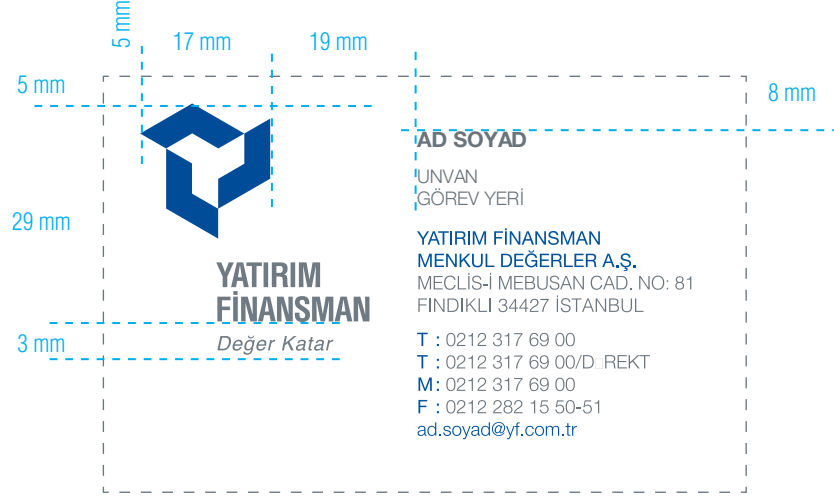 5 mm
17 mm
19 mm
5 mm
8 mm
29 mm
3 mm
YATIRIM
FİNANSMAN
Değer Katar
AD SOYAD
UNVAN
GÖREV YERİ
YATIRIM FİNANSMAN
MENKUL DEĞERLER A.Ş.
MECLİS-İ MEBUSAN CAD. NO: 81
FINDIKLI 34427 İSTANBUL
T : 0212 317 69 00
T : 0212 317 69 00/D□REKT
M: 0212 317 69 00
F : 0212 282 15 50-51
ad.soyad@yf.com.tr